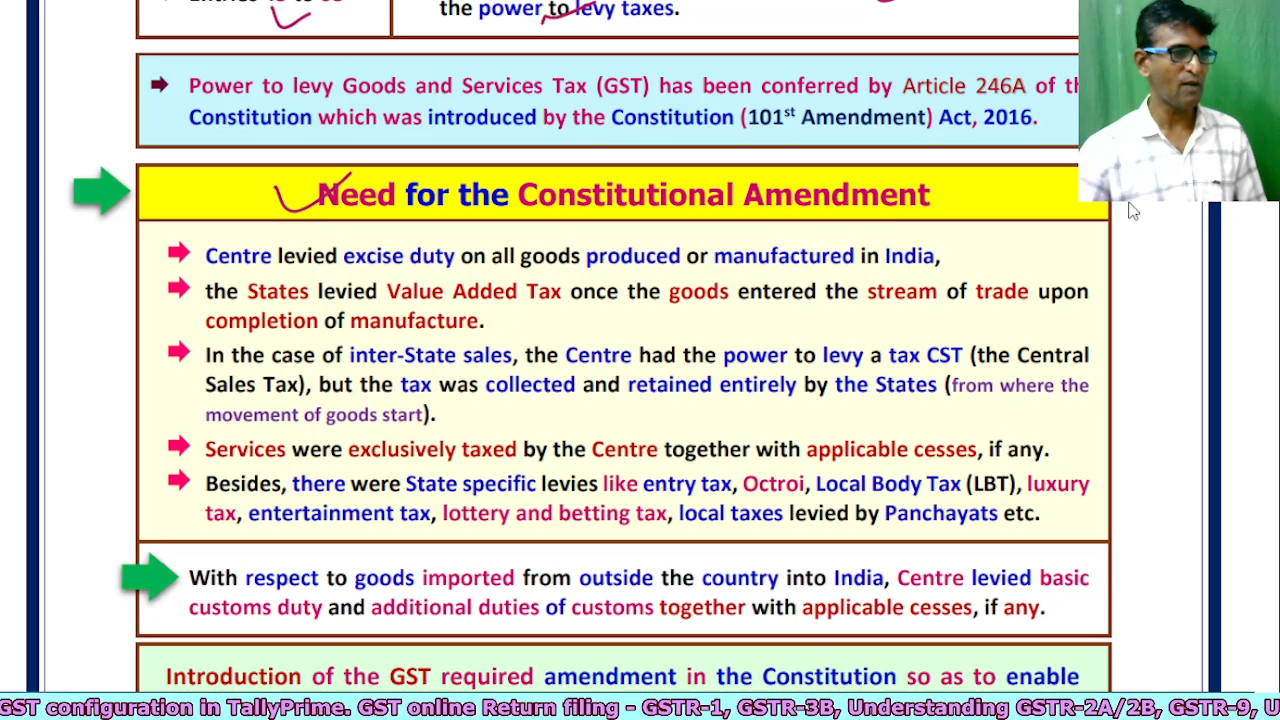 the power to levy taxes.
➔ Power to levy Goods and Services Tax (GST) has been conferred by Article 246A of
Constitution which was introduced by the Constitution (101st Amendment) Act, 2016.
Need for the Constitutional Amendment
Centre levied excise duty on all goods produced or manufactured in India,
the States levied Value Added Tax once the goods entered the stream of trade upon
completion of manufacture.
In the case of inter-State sales, the Centre had the power to levy a tax CST (the Central
Sales Tax), but the tax was collected and retained entirely by the States (from where the
movement of goods start).
Services were exclusively taxed by the Centre together with applicable cesses, if any.
Besides, there were State specific levies like entry tax, Octroi, Local Body Tax (LBT), luxury
tax, entertainment tax, lottery and betting tax, local taxes levied by Panchayats etc.
With respect to goods imported from outside the country into India, Centre levied basic
customs duty and additional duties of customs together with applicable cesses, if any.
Introduction of the GST required amendment in the Constitution so as to enable
GST configuration in TallyPrime. GST online Return filing - GSTR-1, GSTR-3B, Understanding GSTR-2A/2B, GSTR-9, U